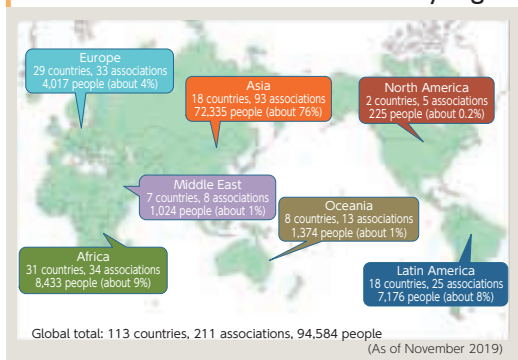 Europe
29 countries, 33 associations
4,017 people (about 4%)
Asia
18 countries, 93 associations
72,335 people (about 76%)
North America
2 countries, 5 associations
225 people (about 0.2%)
Middle East
7 countries, 8 associations
1,024 people (about 1%)
Oceania
8 countries, 13 associations
1,374 people (about 1%)
Africa
31 countries, 34 associations
8,433 people (about 9%)
Latin America
18 countries, 25 associations
7,176 people (about 8%)
Global total: 113 countries, 211 associations, 94,584 people
(As of November 2019)